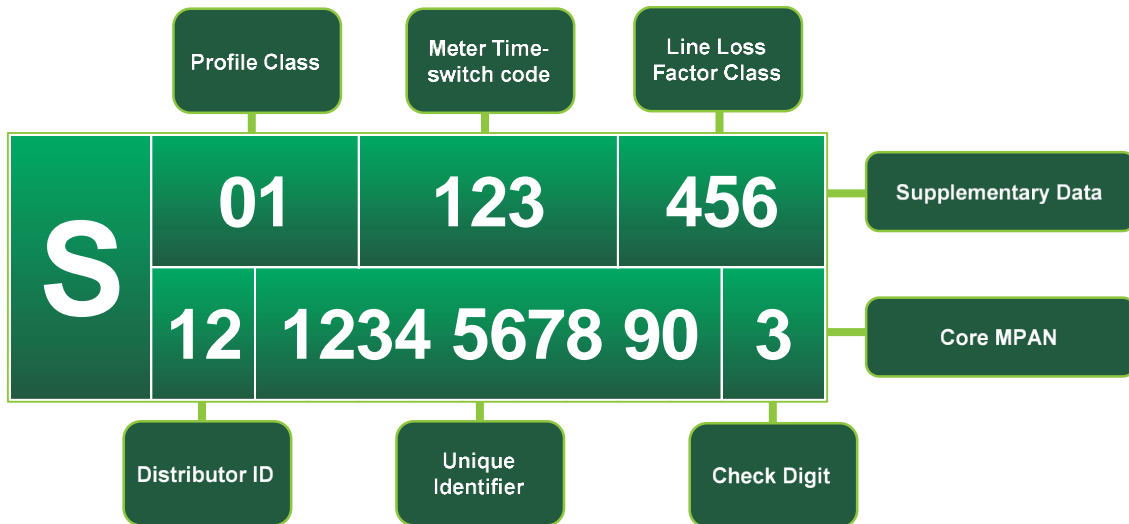 Profile Class
Meter Time-
switch code
Line Loss
Factor Class
S
01
123
456
Supplementary Data
12
1234 5678 90
3
Core MPAN
Distributor ID
Unique
Identifier
Check Digit